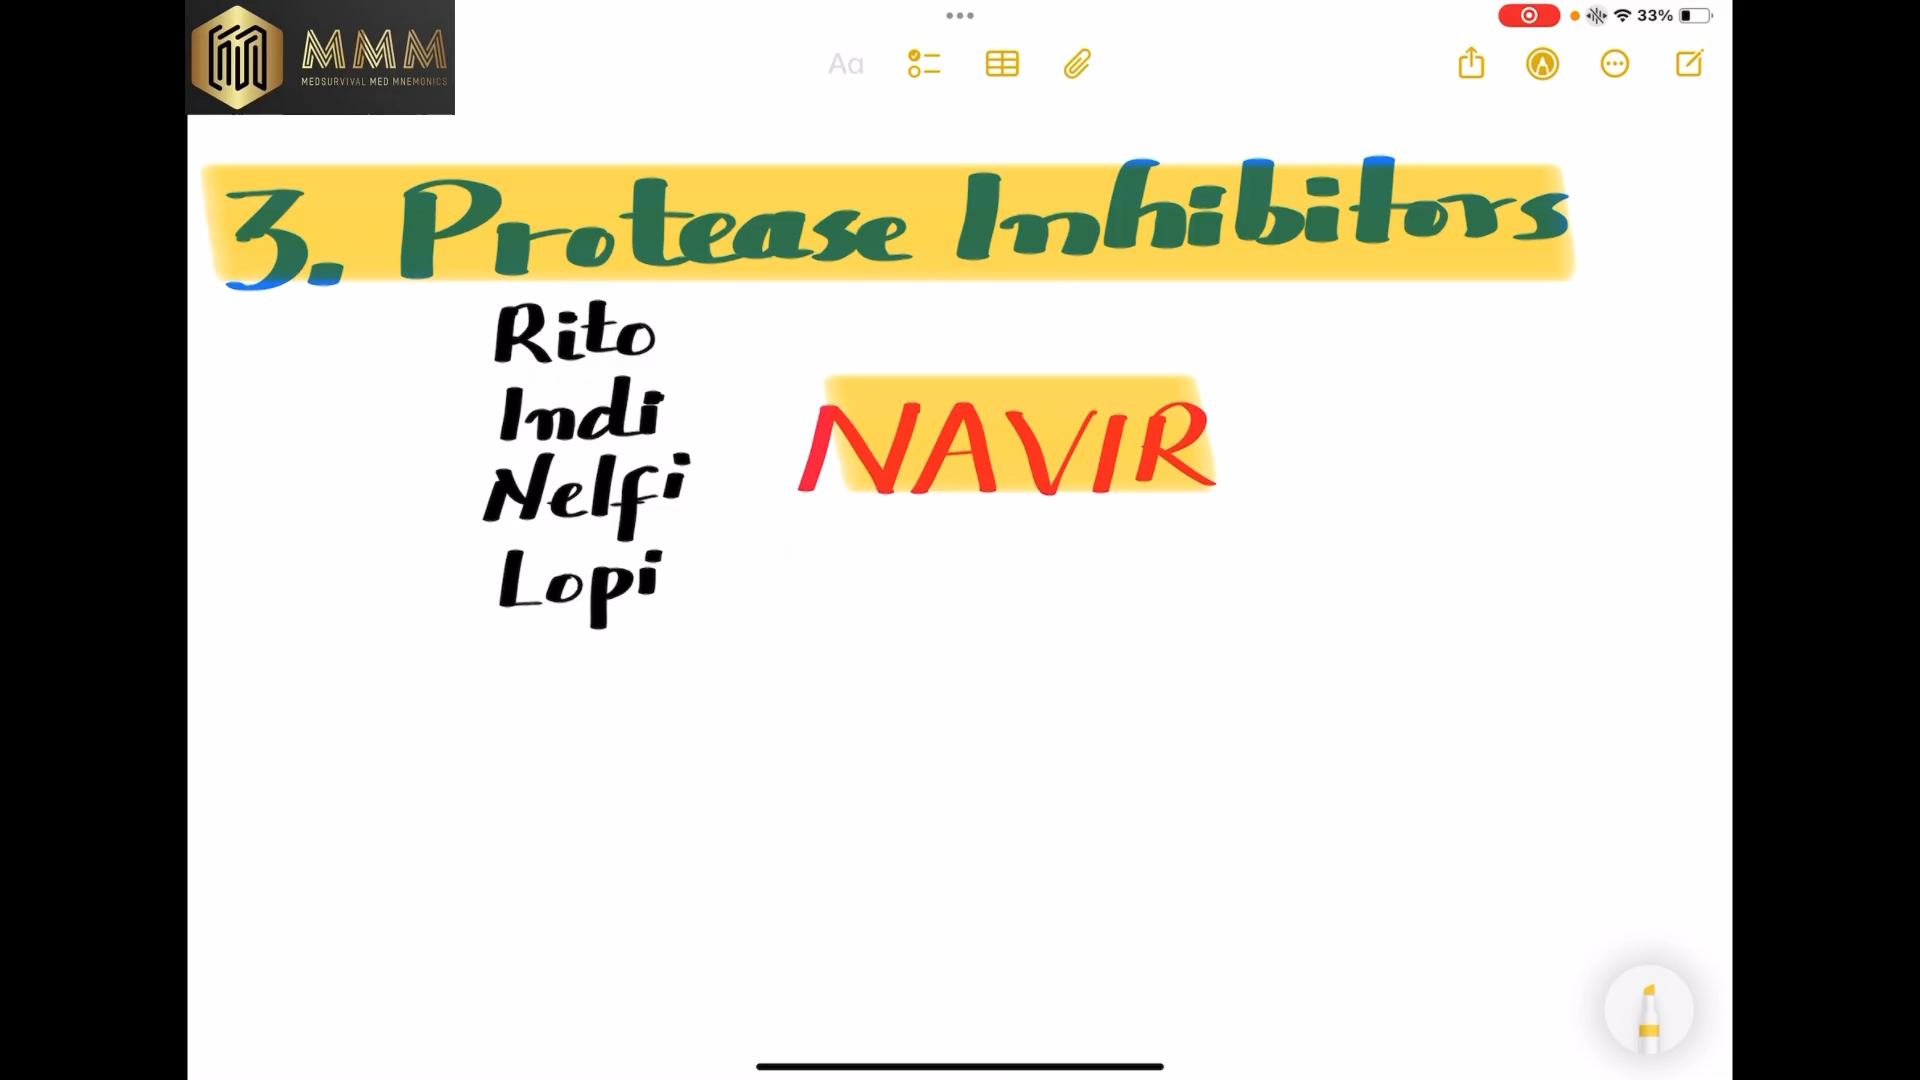 MMM
MEDSURVIVAL MED MNEMONICS
33%
Aa
3. Protease Inhibitors
Rito
Indi
NAVIR
Nelfi
Lopi